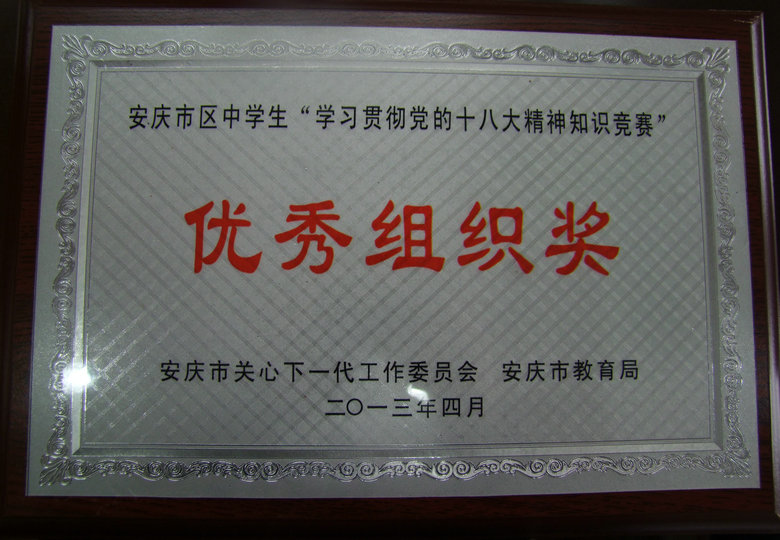 安庆市区中学生“学习贯彻党的十八大精神知识竞赛”
优秀组织奖
安庆市关心下一代工作委员会 安庆市教育局
二〇一三年四月